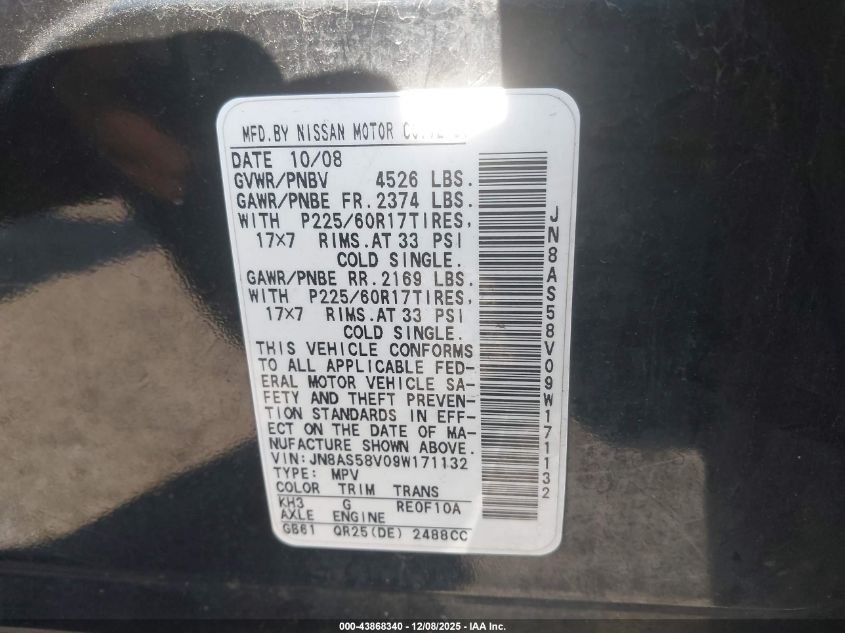 MFD.BY NISSAN MOTOR CO.,LTD.
DATE 10/08
GVWR/PNBV 4526 LBS.
GAWR/PNBE FR.2374 LBS.
WITH P225/60R17TIRES,
17×7 RIMS.AT 33 PSI
COLD SINGLE.
GAWR/PNBE RR.2169 LBS.
WITH P225/60R17TIRES,
17×7 RIMS.AT 33 PSI
COLD SINGLE.
THIS VEHICLE CONFORMS
TO ALL APPLICABLE FED-
ERAL MOTOR VEHICLE SA-
FETY AND THEFT PREVEN-
TION STANDARDS IN EFF-
ECT ON THE DATE OF MA-
NUFACTURE SHOWN ABOVE.
VIN:JN8AS58V09W171132
TYPE: MPV
COLOR TRIM TRANS
KH3 G RE0F10A
AXLE ENGINE
GB61 QR25(DE) 2488CC
JN8AS58V09W171132
000-43868340 - 12/08/2025 - IAA Inc.